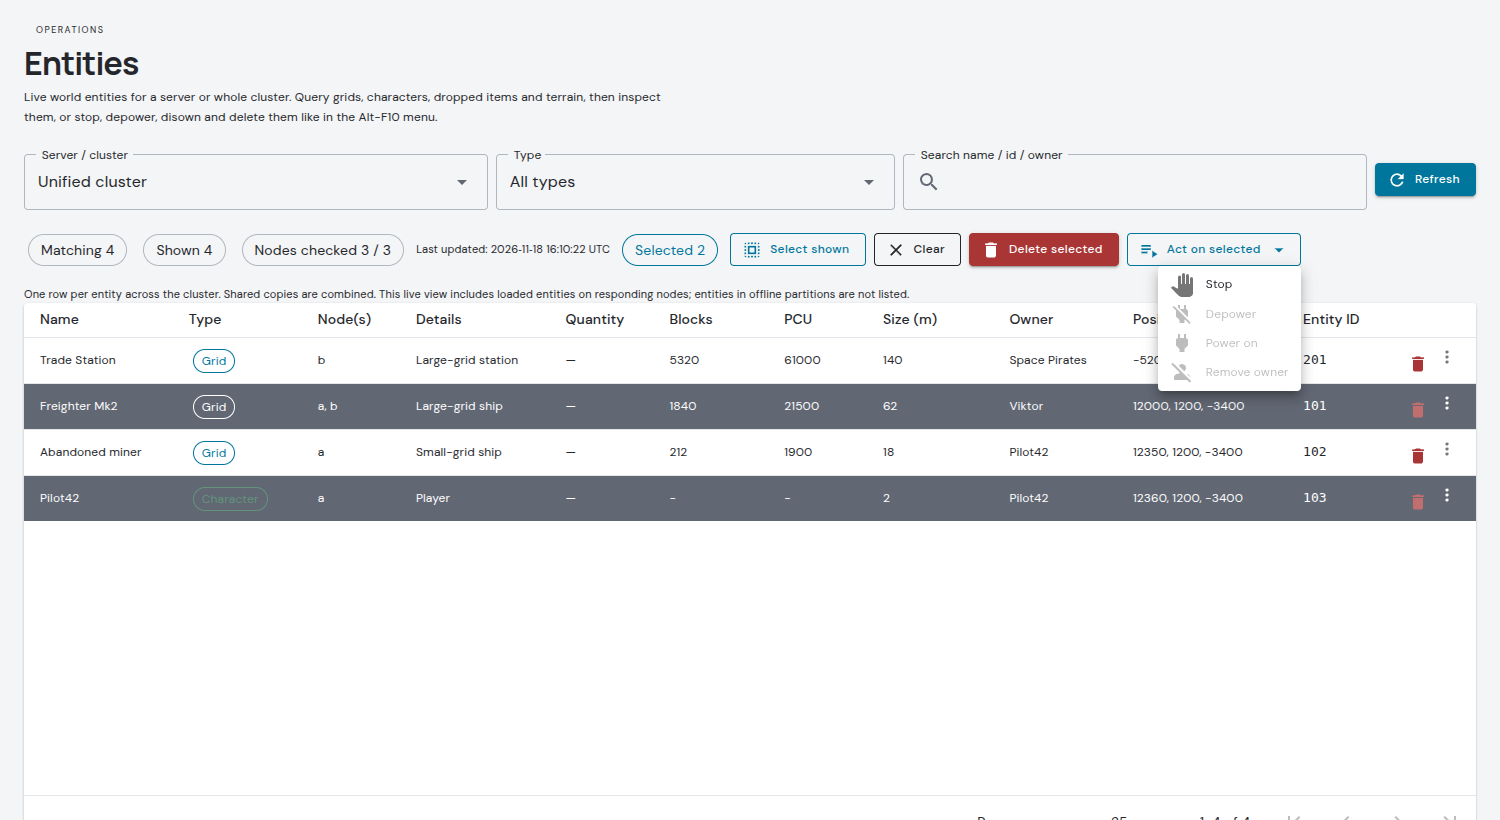 OPERATIONS
Entities
Live world entities for a server or whole cluster. Query grids, characters, dropped items and terrain, then inspect
them, or stop, depower, disown and delete them like in the Alt-F10 menu.
Server / cluster Type Search name / id / owner
Unified cluster All types Refresh
Matching 4 Shown 4 Nodes checked 3 / 3 Last updated: 2026-11-18 16:10:22 UTC Selected 2 Select shown Clear Delete selected Act on selected
Stop
Depower
Power on
Remove owner
One row per entity across the cluster. Shared copies are combined. This live view includes loaded entities on responding nodes; entities in offline partitions are not listed.
Name Type Node(s) Details Quantity Blocks PCU Size (m) Owner Entity ID
Trade Station Grid b Large-grid station — 5320 61000 140 Space Pirates 201
Freighter Mk2 Grid a, b Large-grid ship — 1840 21500 62 Viktor 12000, 1200, -3400 101
Abandoned miner Grid a Small-grid ship — 212 1900 18 Pilot42 12350, 1200, -3400 102
Pilot42 Character a Player — - - 2 Pilot42 12360, 1200, -3400 103